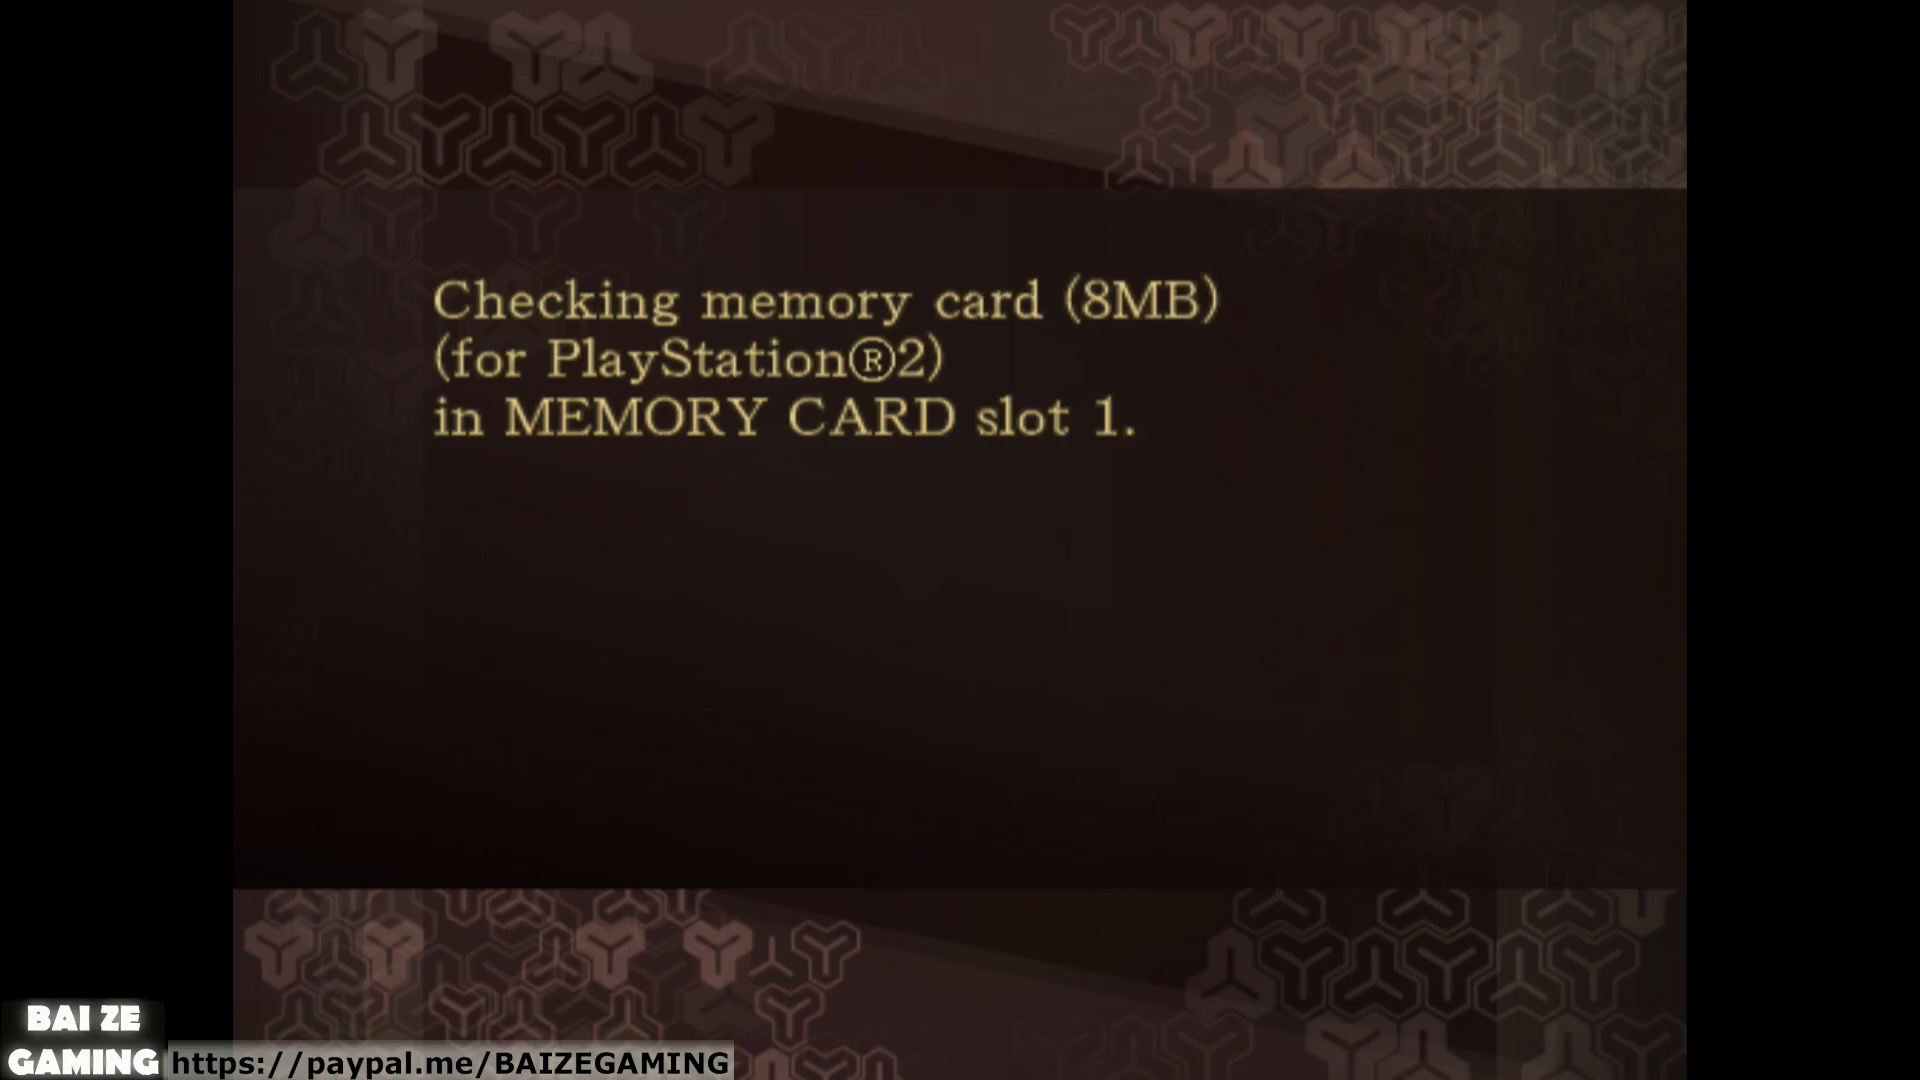 Checking memory card (8MB)
(for PlayStation®2)
in MEMORY CARD slot 1.
BAI ZE
GAMING
https://paypal.me/BAIZEGAMING